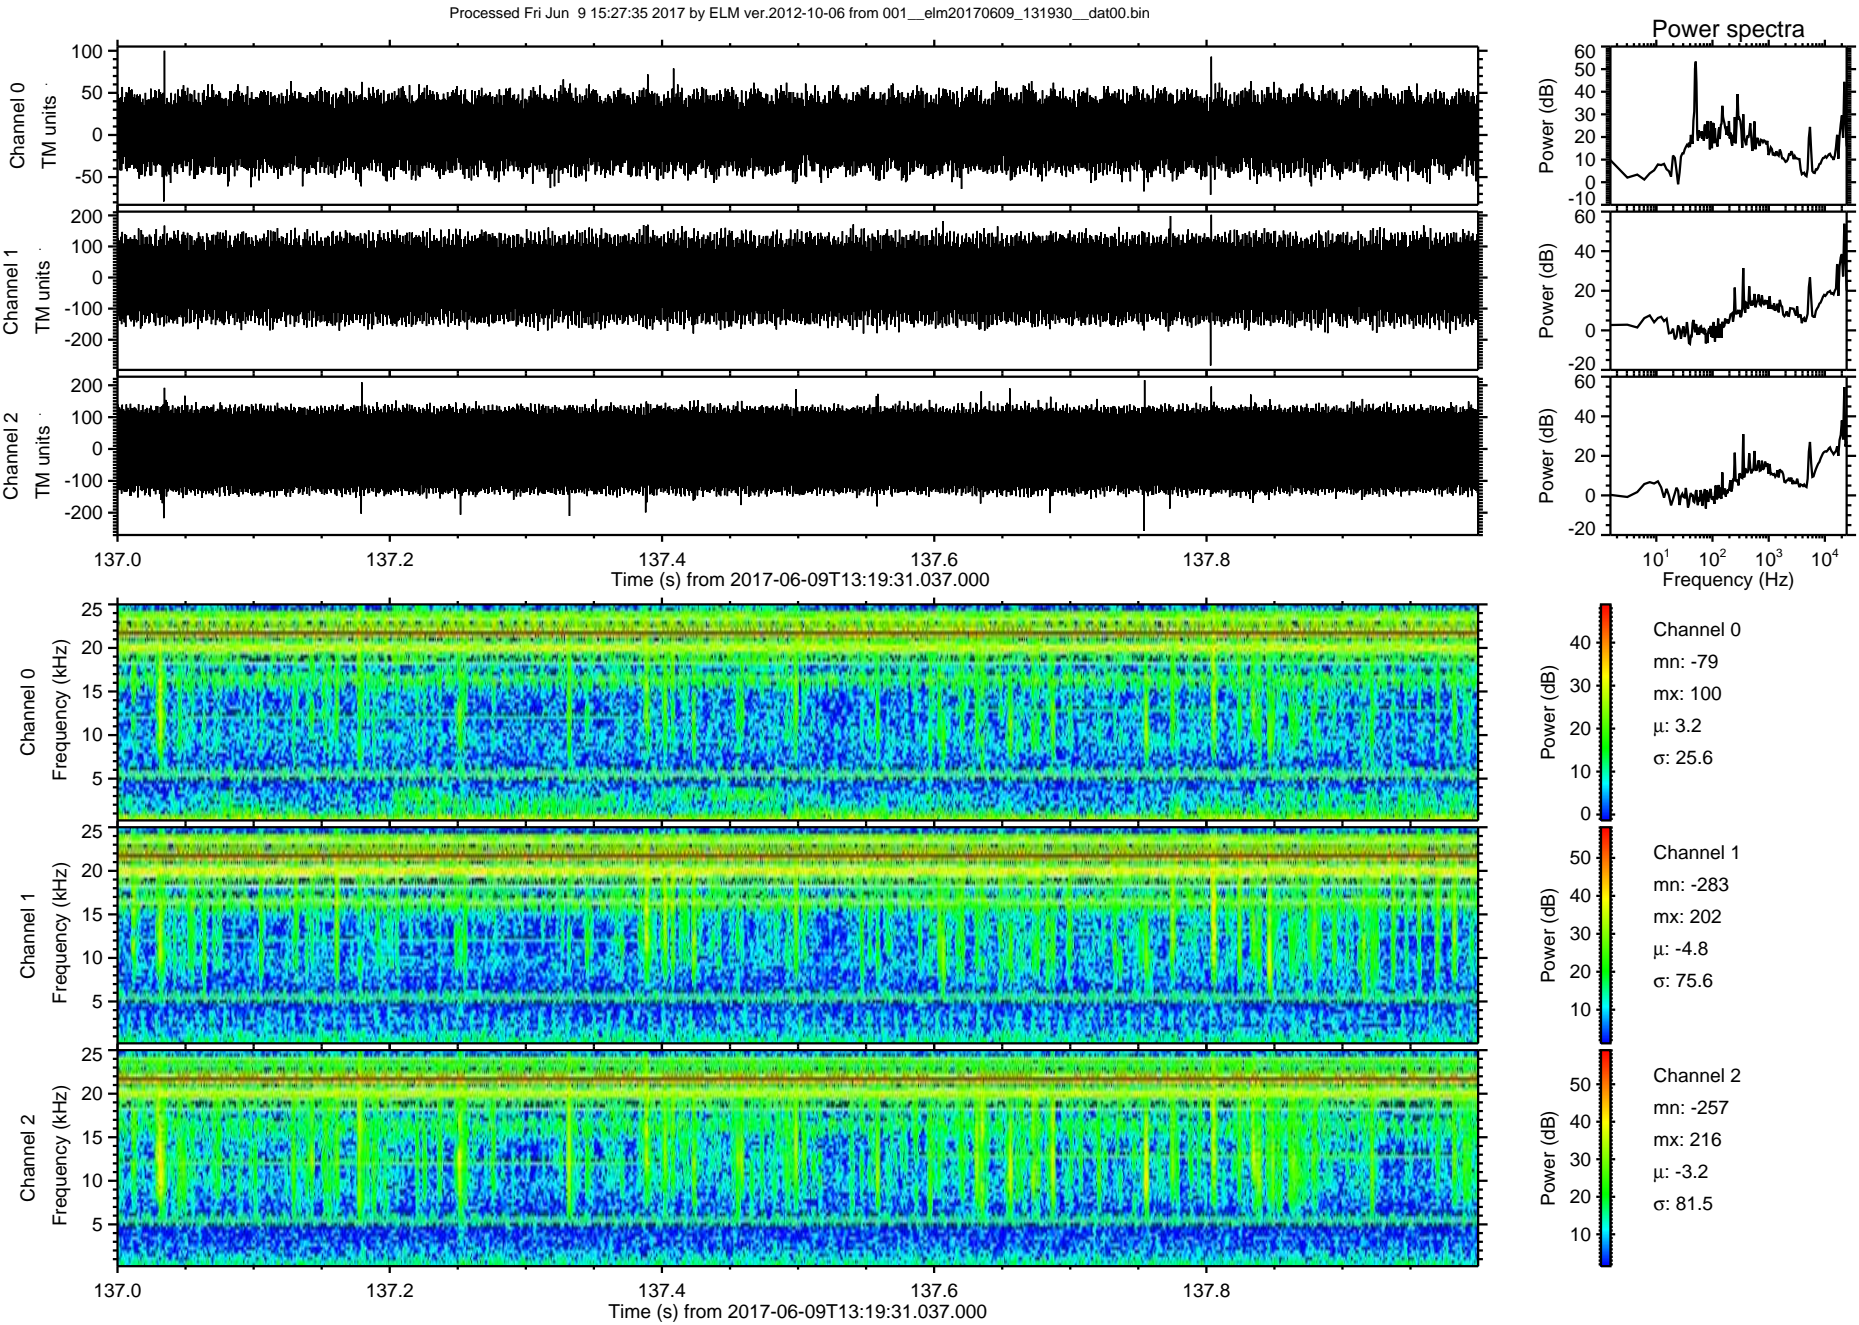 Processed Fri Jun  9 15:27:35 2017 by ELM ver.2012-10-06 from 001__elm20170609_131930__dat00.bin
Power spectra
Channel 0
TM units
100
50
0
-50
Power (dB)
60
50
40
30
20
10
0
-10
Channel 1
TM units
200
100
0
-100
-200
Power (dB)
60
40
20
0
-20
Channel 2
TM units
200
100
0
-100
-200
Power (dB)
60
40
20
0
-20
137.0 137.2 137.4 137.6 137.8
Time (s) from 2017-06-09T13:19:31.037.000
10^1 10^2 10^3 10^4
Frequency (Hz)
Channel 0
Frequency (kHz)
25
20
15
10
5
Power (dB)
40
30
20
10
0
Channel 0
mn: -79
mx: 100
μ: 3.2
σ: 25.6
Channel 1
Frequency (kHz)
25
20
15
10
5
Power (dB)
50
40
30
20
10
Channel 1
mn: -283
mx: 202
μ: -4.8
σ: 75.6
Channel 2
Frequency (kHz)
25
20
15
10
5
Power (dB)
50
40
30
20
10
Channel 2
mn: -257
mx: 216
μ: -3.2
σ: 81.5
137.0 137.2 137.4 137.6 137.8
Time (s) from 2017-06-09T13:19:31.037.000